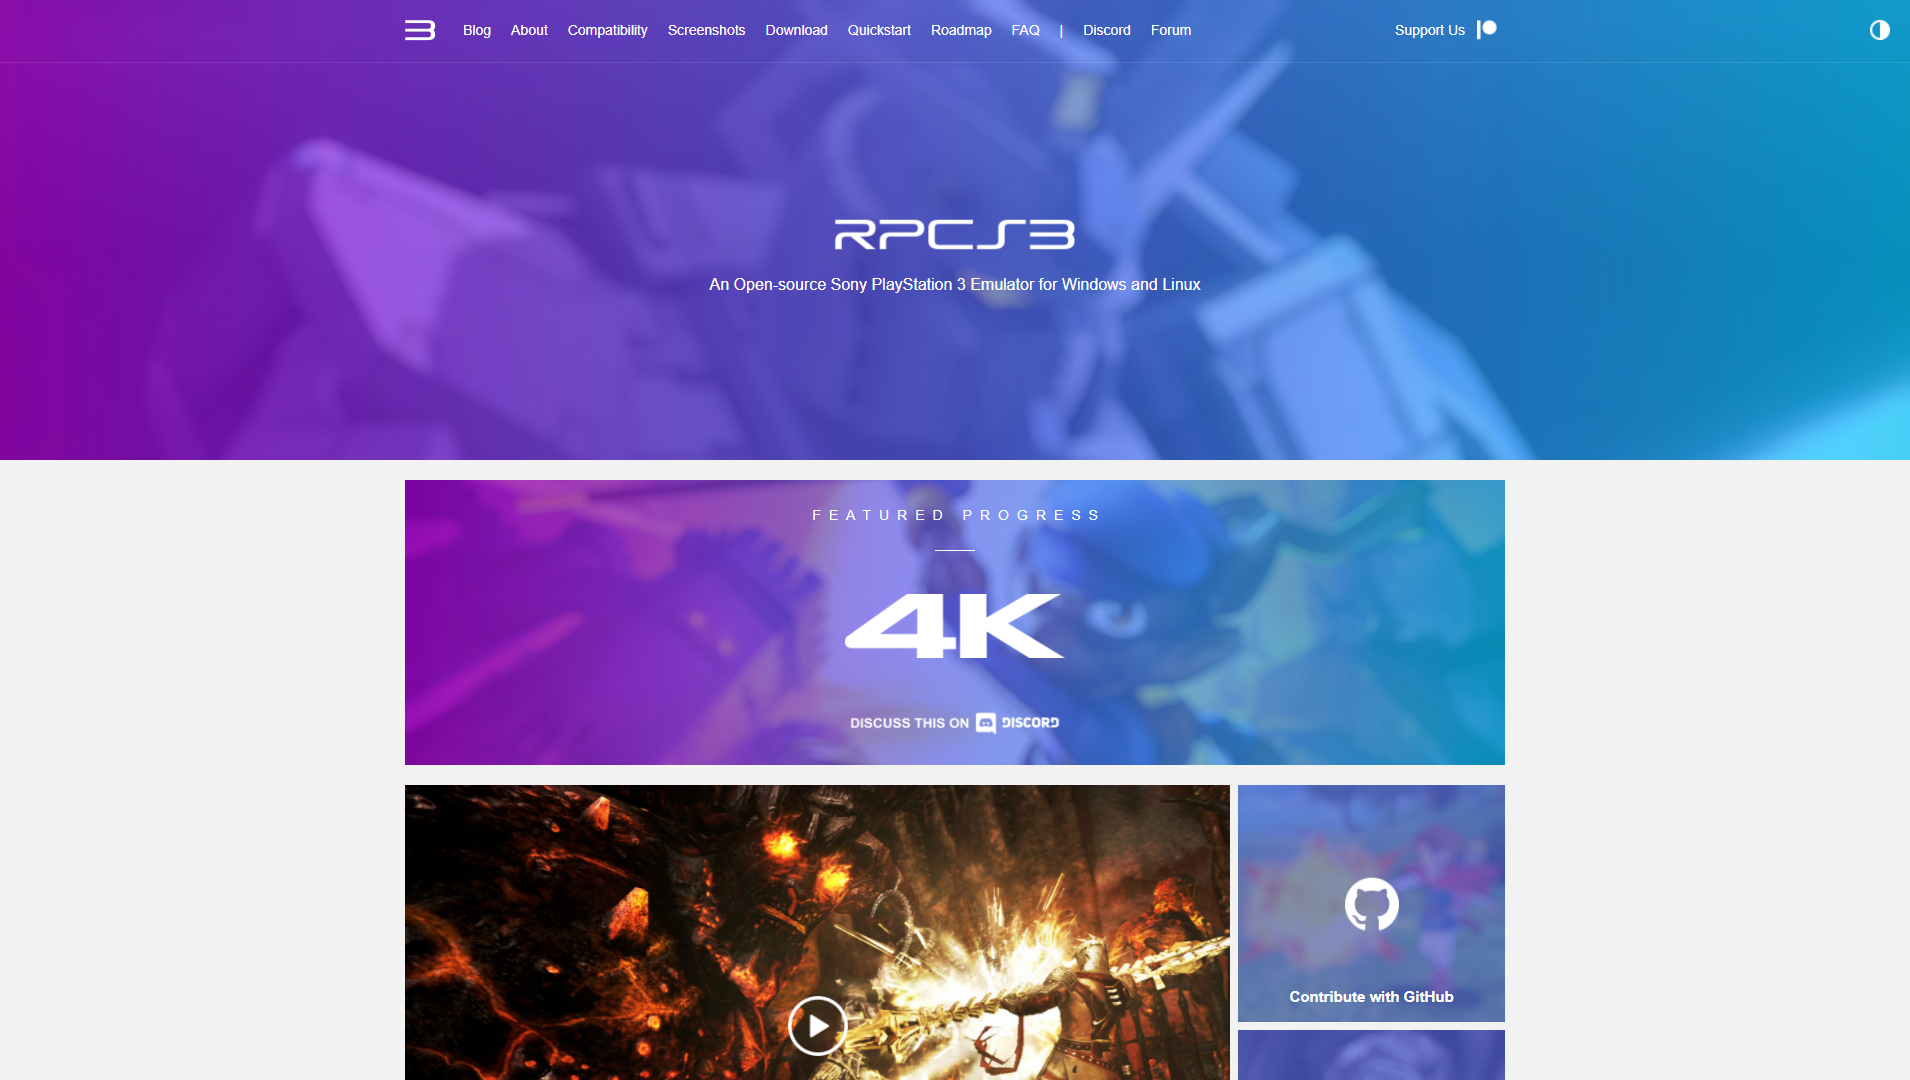 Blog About Compatibility Screenshots Download Quickstart Roadmap FAQ | Discord Forum Support Us
RPCS3
An Open-source Sony PlayStation 3 Emulator for Windows and Linux
FEATURED PROGRESS
4K
DISCUSS THIS ON DISCORD
Contribute with GitHub